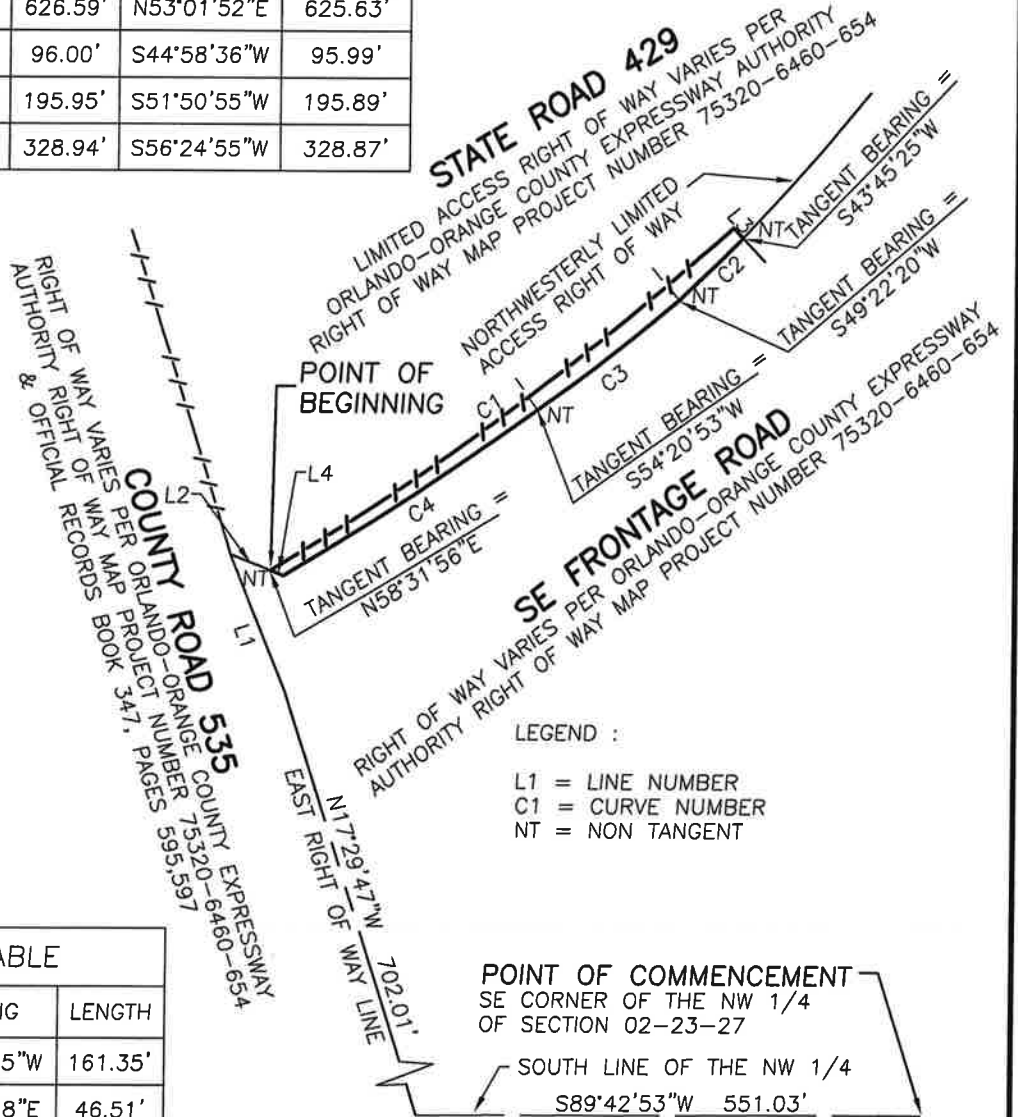 626.59' N53°01'52"E 625.63'
96.00' S44°58'36"W 95.99'
195.95' S51°50'55"W 195.89'
328.94' S56°24'55"W 328.87'
STATE ROAD 429
LIMITED ACCESS RIGHT OF WAY VARIES PER
ORLANDO-ORANGE COUNTY EXPRESSWAY AUTHORITY
RIGHT OF WAY MAP PROJECT NUMBER 75320-6460-654
NORTHWESTERLY LIMITED
ACCESS RIGHT OF WAY
L3
NT
TANGENT BEARING =
S43°45'25"W
C2
NT
TANGENT BEARING =
S49°22'20"W
C3
C1
NT
TANGENT BEARING =
S54°20'53"W
POINT OF
BEGINNING
L4
C4
L2
NT
TANGENT BEARING =
N58°31'56"E
L1
COUNTY ROAD 535
RIGHT OF WAY VARIES PER ORLANDO-ORANGE COUNTY EXPRESSWAY
AUTHORITY RIGHT OF WAY MAP PROJECT NUMBER 75320-6460-654
& OFFICIAL RECORDS BOOK 347, PAGES 595,597
SE FRONTAGE ROAD
RIGHT OF WAY VARIES PER ORLANDO-ORANGE COUNTY EXPRESSWAY
AUTHORITY RIGHT OF WAY MAP PROJECT NUMBER 75320-6460-654
LEGEND :
L1 = LINE NUMBER
C1 = CURVE NUMBER
NT = NON TANGENT
N17°29'47"W 702.01'
EAST RIGHT OF WAY LINE
POINT OF COMMENCEMENT
SE CORNER OF THE NW 1/4
OF SECTION 02-23-27
SOUTH LINE OF THE NW 1/4
S89°42'53"W 551.03'
ABLE
NG LENGTH
5"W 161.35'
8"E 46.51'